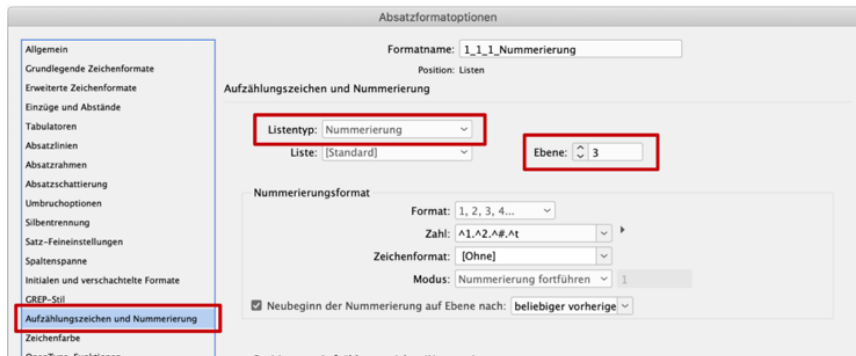 Absatzformatoptionen
Allgemein
Grundlegende Zeichenformate
Erweiterte Zeichenformate
Einzüge und Abstände
Tabulatoren
Absatzlinien
Absatzrahmen
Absatzschattierung
Umbruchoptionen
Silbentrennung
Satz-Feineinstellungen
Spaltenspanne
Initialen und verschachtelte Formate
GREP-Stil
Aufzählungszeichen und Nummerierung
Zeichenfarbe
Formatname: 1_1_1_Nummerierung
Position: Listen
Aufzählungszeichen und Nummerierung
Listentyp: Nummerierung
Liste: [Standard]
Ebene: 3
Nummerierungsformat
Format: 1, 2, 3, 4...
Zahl: ^1.^2.^#.^t
Zeichenformat: [Ohne]
Modus: Nummerierung fortführen 1
Neubeginn der Nummerierung auf Ebene nach: beliebiger vorherige